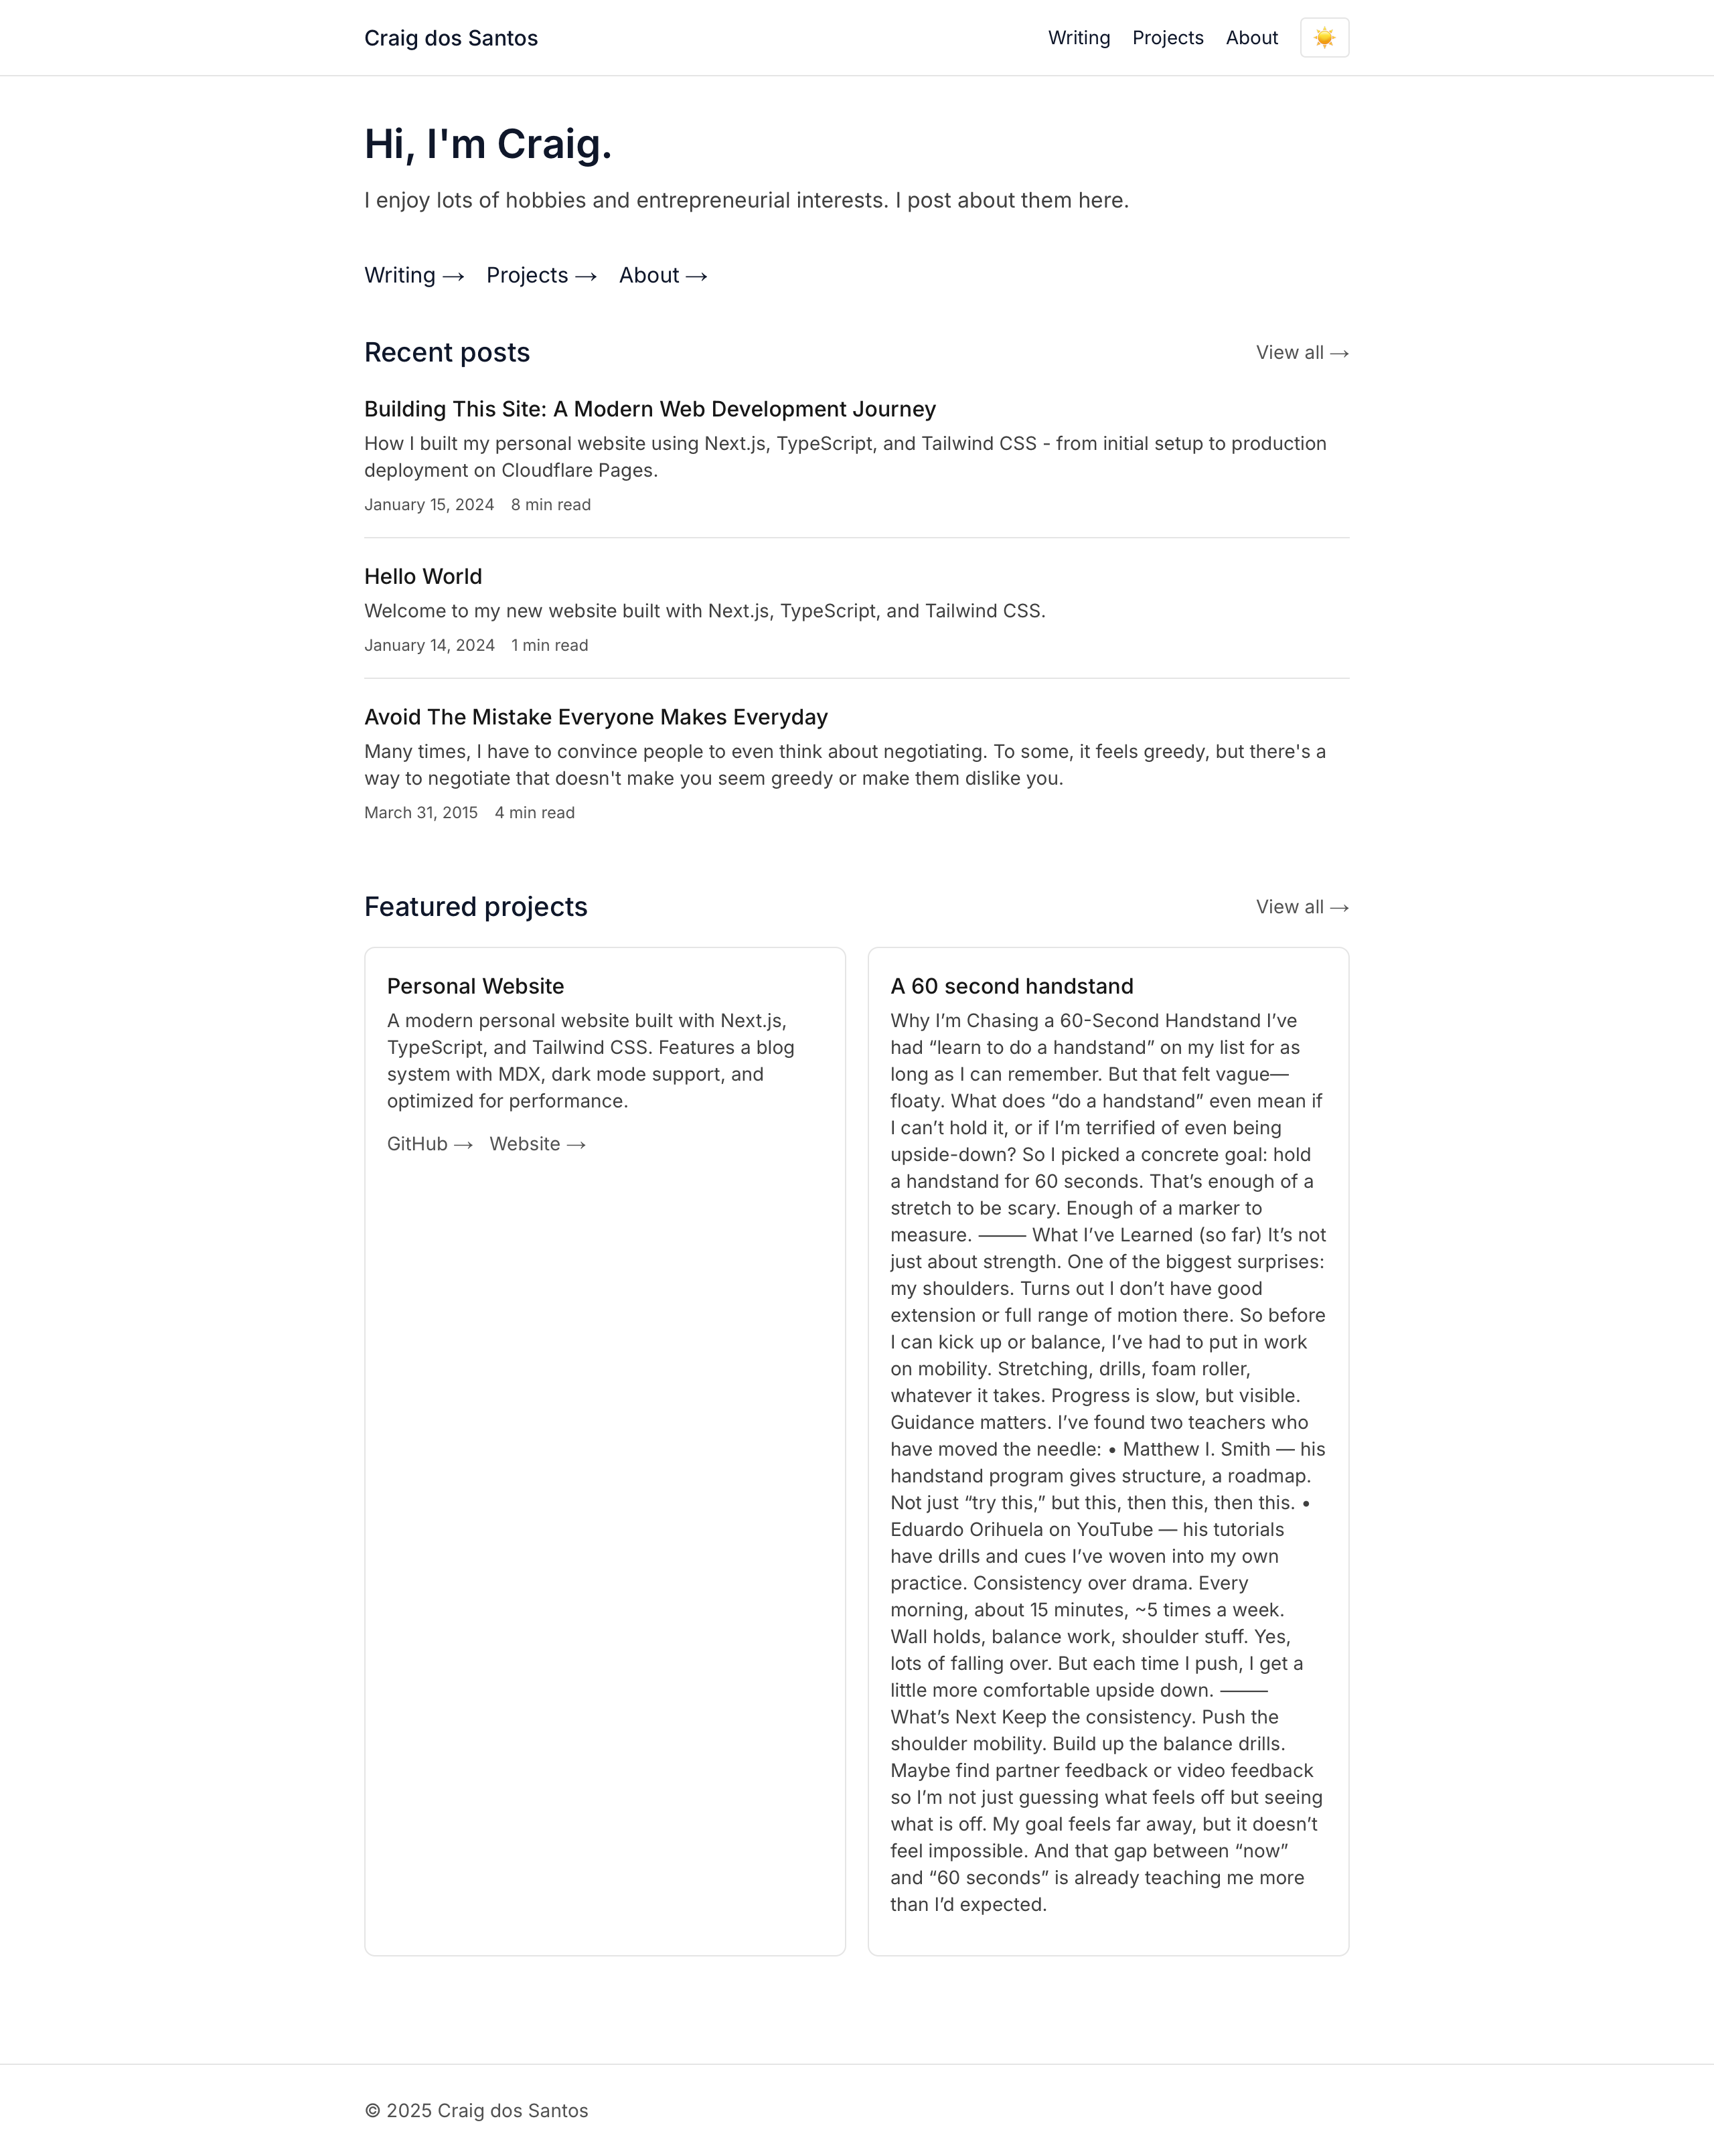 Craig dos Santos
Writing Projects About
Hi, I'm Craig.
I enjoy lots of hobbies and entrepreneurial interests. I post about them here.
Writing → Projects → About →
Recent posts
View all →
Building This Site: A Modern Web Development Journey
How I built my personal website using Next.js, TypeScript, and Tailwind CSS - from initial setup to production
deployment on Cloudflare Pages.
January 15, 2024 8 min read
Hello World
Welcome to my new website built with Next.js, TypeScript, and Tailwind CSS.
January 14, 2024 1 min read
Avoid The Mistake Everyone Makes Everyday
Many times, I have to convince people to even think about negotiating. To some, it feels greedy, but there's a
way to negotiate that doesn't make you seem greedy or make them dislike you.
March 31, 2015 4 min read
Featured projects
View all →
Personal Website
A modern personal website built with Next.js,
TypeScript, and Tailwind CSS. Features a blog
system with MDX, dark mode support, and
optimized for performance.
GitHub → Website →
A 60 second handstand
Why I’m Chasing a 60-Second Handstand I’ve
had “learn to do a handstand” on my list for as
long as I can remember. But that felt vague—
floaty. What does “do a handstand” even mean if
I can’t hold it, or if I’m terrified of even being
upside-down? So I picked a concrete goal: hold
a handstand for 60 seconds. That’s enough of a
stretch to be scary. Enough of a marker to
measure. ⸻ What I’ve Learned (so far) It’s not
just about strength. One of the biggest surprises:
my shoulders. Turns out I don’t have good
extension or full range of motion there. So before
I can kick up or balance, I’ve had to put in work
on mobility. Stretching, drills, foam roller,
whatever it takes. Progress is slow, but visible.
Guidance matters. I’ve found two teachers who
have moved the needle: • Matthew I. Smith — his
handstand program gives structure, a roadmap.
Not just “try this,” but this, then this, then this. •
Eduardo Orihuela on YouTube — his tutorials
have drills and cues I’ve woven into my own
practice. Consistency over drama. Every
morning, about 15 minutes, ~5 times a week.
Wall holds, balance work, shoulder stuff. Yes,
lots of falling over. But each time I push, I get a
little more comfortable upside down. ⸻
What’s Next Keep the consistency. Push the
shoulder mobility. Build up the balance drills.
Maybe find partner feedback or video feedback
so I’m not just guessing what feels off but seeing
what is off. My goal feels far away, but it doesn’t
feel impossible. And that gap between “now”
and “60 seconds” is already teaching me more
than I’d expected.
© 2025 Craig dos Santos